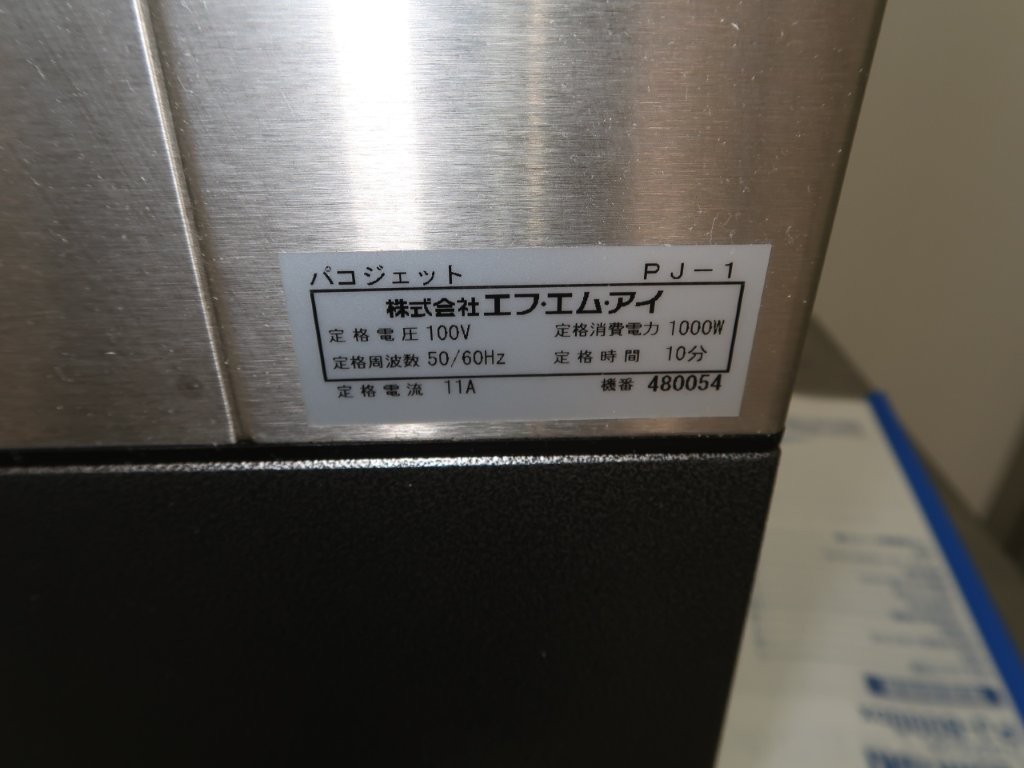 パコジェット PJ-1
株式会社エフ・エム・アイ
定格電圧 100V 定格消費電力 1000W
定格周波数 50/60Hz 定格時間 10分
定格電流 11A 機番 480054